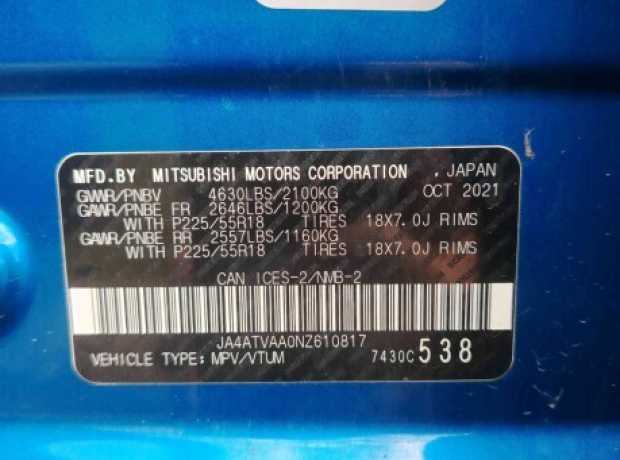 MFD.BY MITSUBISHI MOTORS CORPORATION , JAPAN
GVWR/PNBV 4630LBS/2100KG OCT 2021
GAWR/PNBE FR 2646LBS/1200KG
WITH P225/55R18 TIRES 18X7.0J RIMS
GAWR/PNBE RR 2557LBS/1160KG
WITH P225/55R18 TIRES 18X7.0J RIMS
CAN ICES-2/NMB-2
JA4ATVAA0NZ610817
VEHICLE TYPE: MPV/VTUM 7430C 538